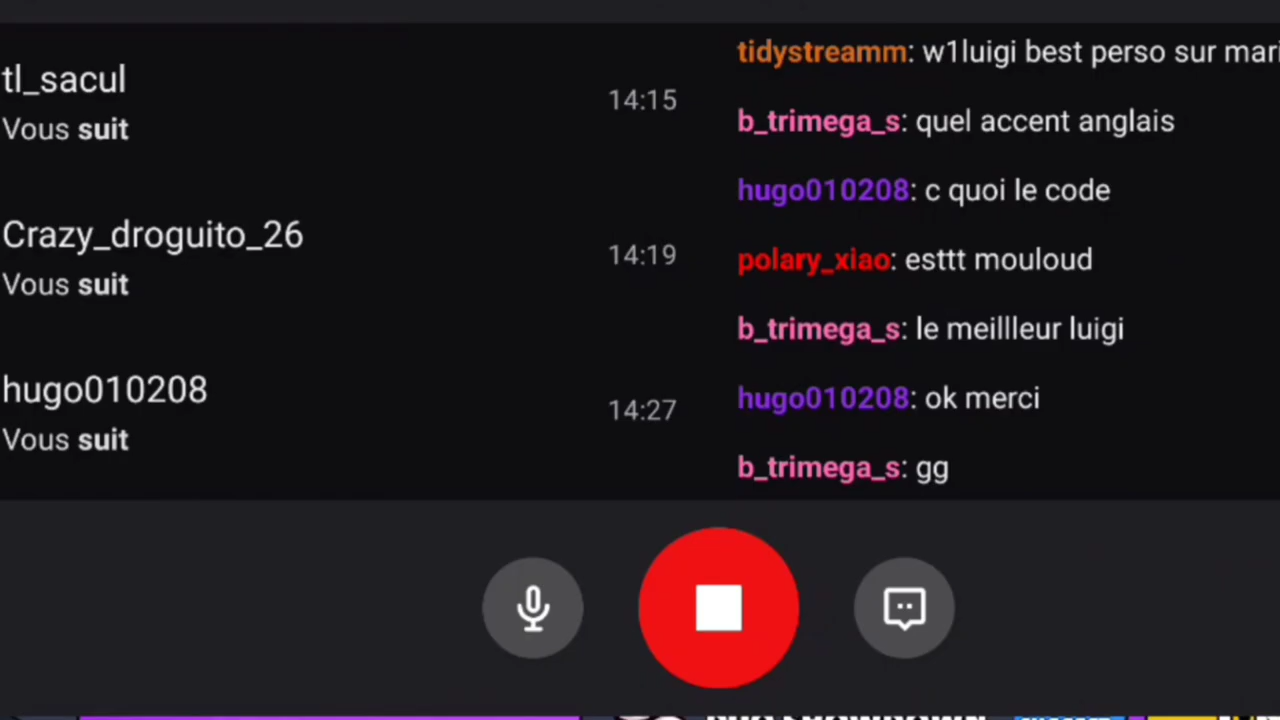 tl_sacul
Vous suit
14:15
Crazy_droguito_26
Vous suit
14:19
hugo010208
Vous suit
14:27
tidystreamm: w1luigi best perso sur mari
b_trimega_s: quel accent anglais
hugo010208: c quoi le code
polary_xiao: esttt mouloud
b_trimega_s: le meillleur luigi
hugo010208: ok merci
b_trimega_s: gg